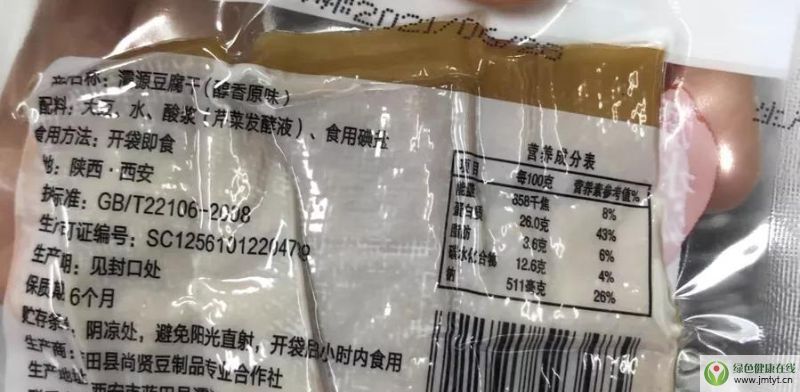 2021/06/25
产品名称：灞源豆腐干（醇香原味）
配料：大豆、水、酸浆（芹菜发酵液）、食用碘盐
食用方法：开袋即食
地：陕西·西安
标准：GB/T22106-2008
生产许可证编号：
生产期：见封口处
保质期 6个月
贮存条：阴凉处，避免阳光直射，开袋后小时内食用
生产商：田县尚贤豆制品专业合作社
生产地址：
营养成分表
项目 每100克 营养素参考值%
能量 858千焦 8%
蛋白质 26.0克 43%
脂肪 3.6克 6%
碳水化合物 12.6克 4%
钠 511毫克 26%
绿色健康在线
www.jmtyt.cn